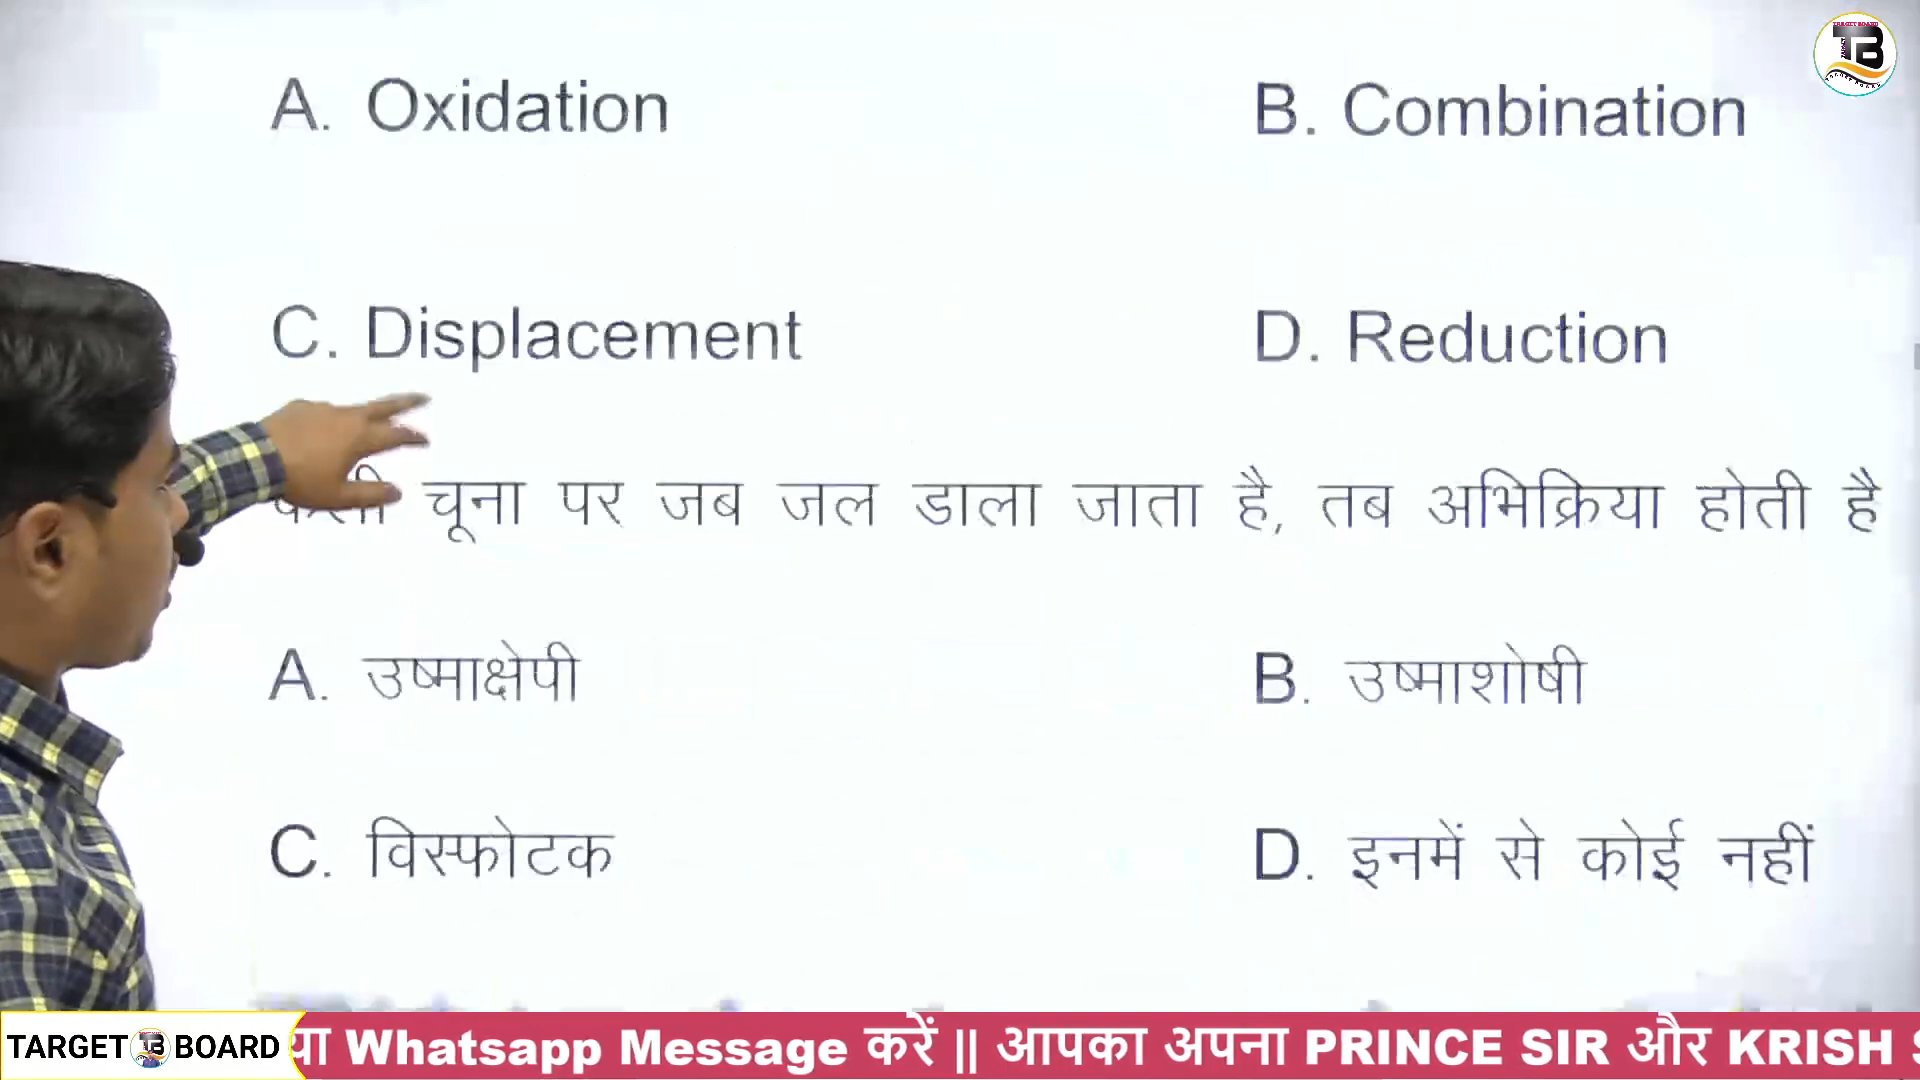 A. Oxidation
B. Combination
C. Displacement
D. Reduction
चूना पर जब जल डाला जाता है, तब अभिक्रिया होती है
A. उष्माक्षेपी
B. उष्माशोषी
C. विस्फोटक
D. इनमें से कोई नहीं
TARGET TB BOARD
या Whatsapp Message करें || आपका अपना PRINCE SIR और KRISH S